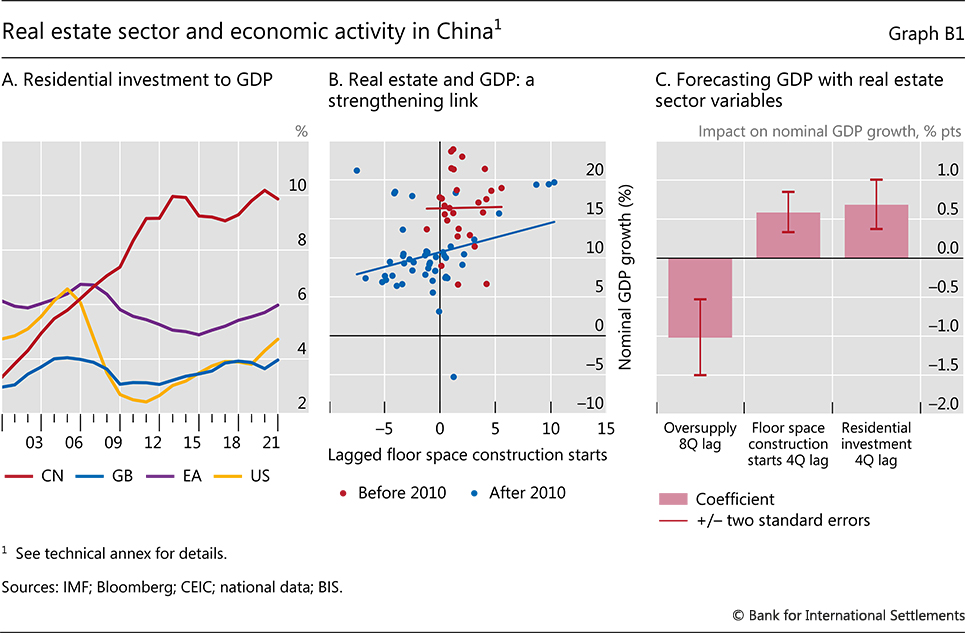 Real estate sector and economic activity in China¹
Graph B1
A. Residential investment to GDP
%
10
8
6
4
2
03 06 09 12 15 18 21
CN GB EA US
B. Real estate and GDP: a
strengthening link
20
15
10
5
0
–5
–10
Nominal GDP growth (%)
–5 0 5 10 15
Lagged floor space construction starts
Before 2010 After 2010
C. Forecasting GDP with real estate
sector variables
Impact on nominal GDP growth, % pts
1.0
0.5
0.0
–0.5
–1.0
–1.5
–2.0
Oversupply
8Q lag
Floor space
construction
starts 4Q lag
Residential
investment
4Q lag
Coefficient
+/– two standard errors
¹ See technical annex for details.
Sources: IMF; Bloomberg; CEIC; national data; BIS.
© Bank for International Settlements